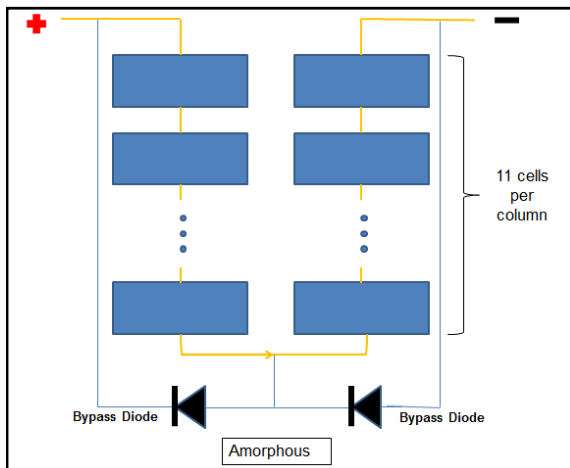 11 cells
per
column
Bypass Diode
Bypass Diode
Amorphous